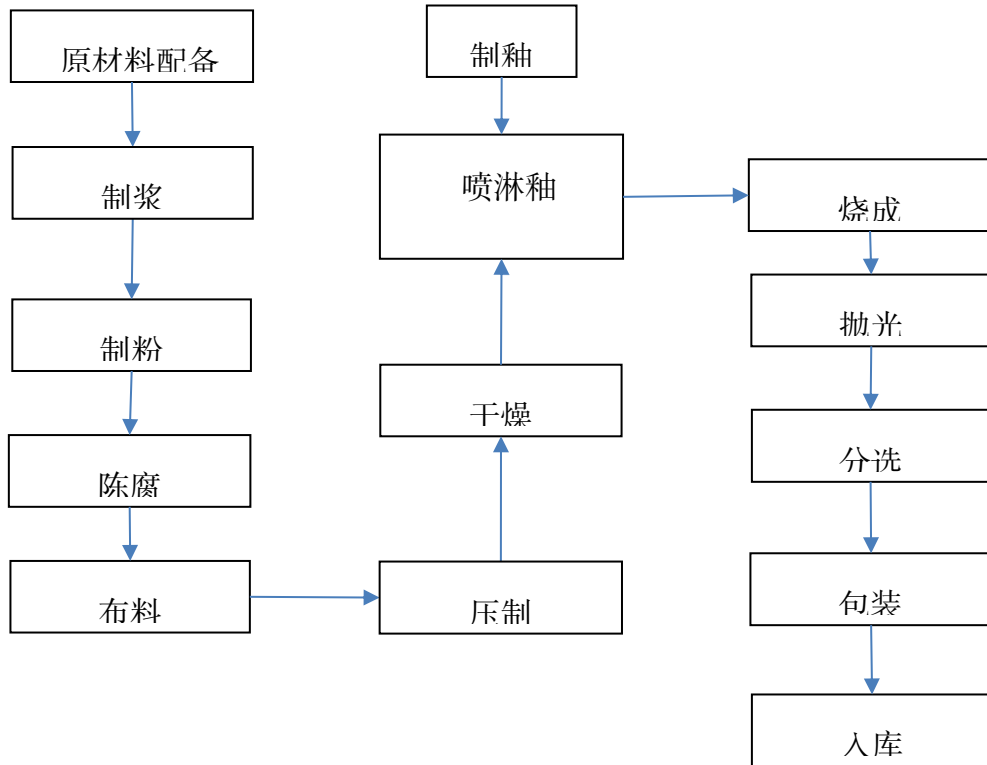 原材料配备
制浆
制粉
陈腐
布料
压制
干燥
制釉
喷淋釉
烧成
抛光
分选
包装
入库